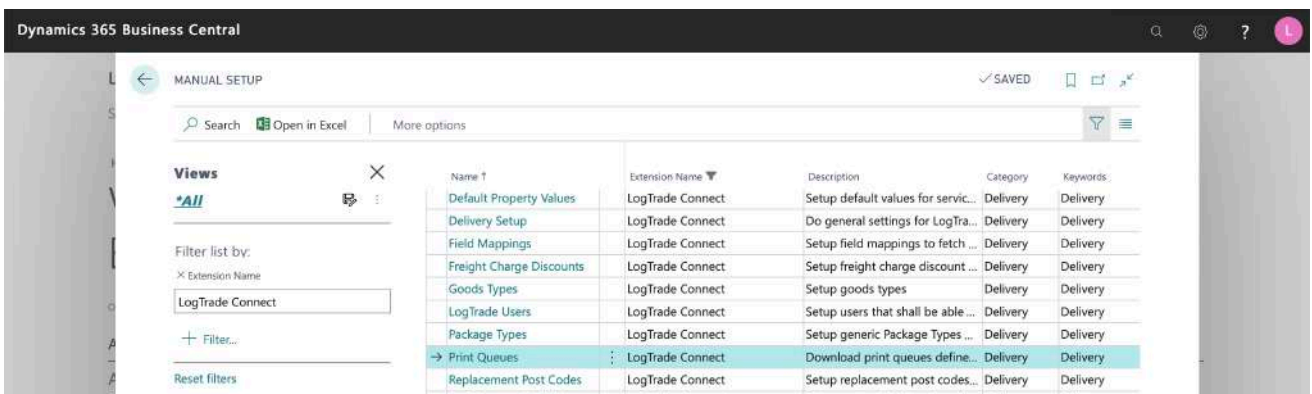 Dynamics 365 Business Central
?
L
MANUAL SETUP
SAVED
Search Open in Excel More options
Views
*All
Filter list by:
× Extension Name
LogTrade Connect
+ Filter...
Reset filters
Name ↑ Extension Name Description Category Keywords
Default Property Values LogTrade Connect Setup default values for servic... Delivery Delivery
Delivery Setup LogTrade Connect Do general settings for LogTra... Delivery Delivery
Field Mappings LogTrade Connect Setup field mappings to fetch ... Delivery Delivery
Freight Charge Discounts LogTrade Connect Setup freight charge discount ... Delivery Delivery
Goods Types LogTrade Connect Setup goods types Delivery Delivery
LogTrade Users LogTrade Connect Setup users that shall be able ... Delivery Delivery
Package Types LogTrade Connect Setup generic Package Types ... Delivery Delivery
→ Print Queues LogTrade Connect Download print queues define... Delivery Delivery
Replacement Post Codes LogTrade Connect Setup replacement post codes... Delivery Delivery